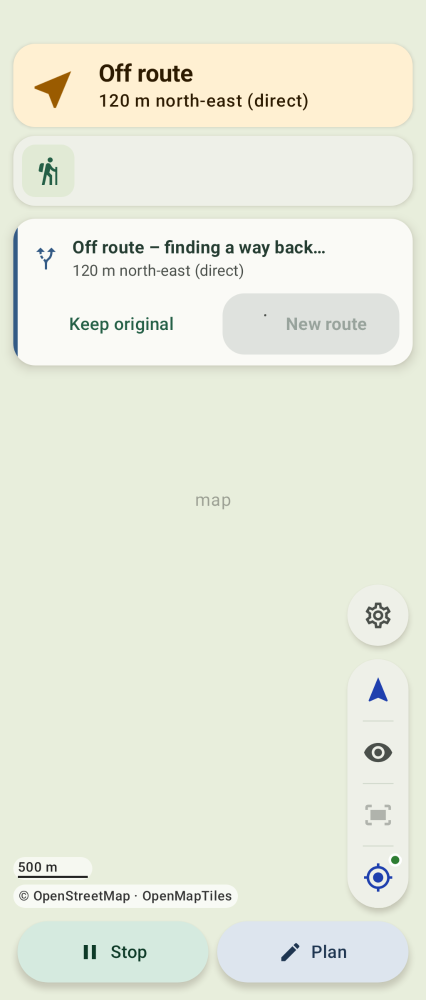 Off route
120 m north-east (direct)
Off route – finding a way back…
120 m north-east (direct)
Keep original
New route
map
500 m
© OpenStreetMap · OpenMapTiles
Stop
Plan